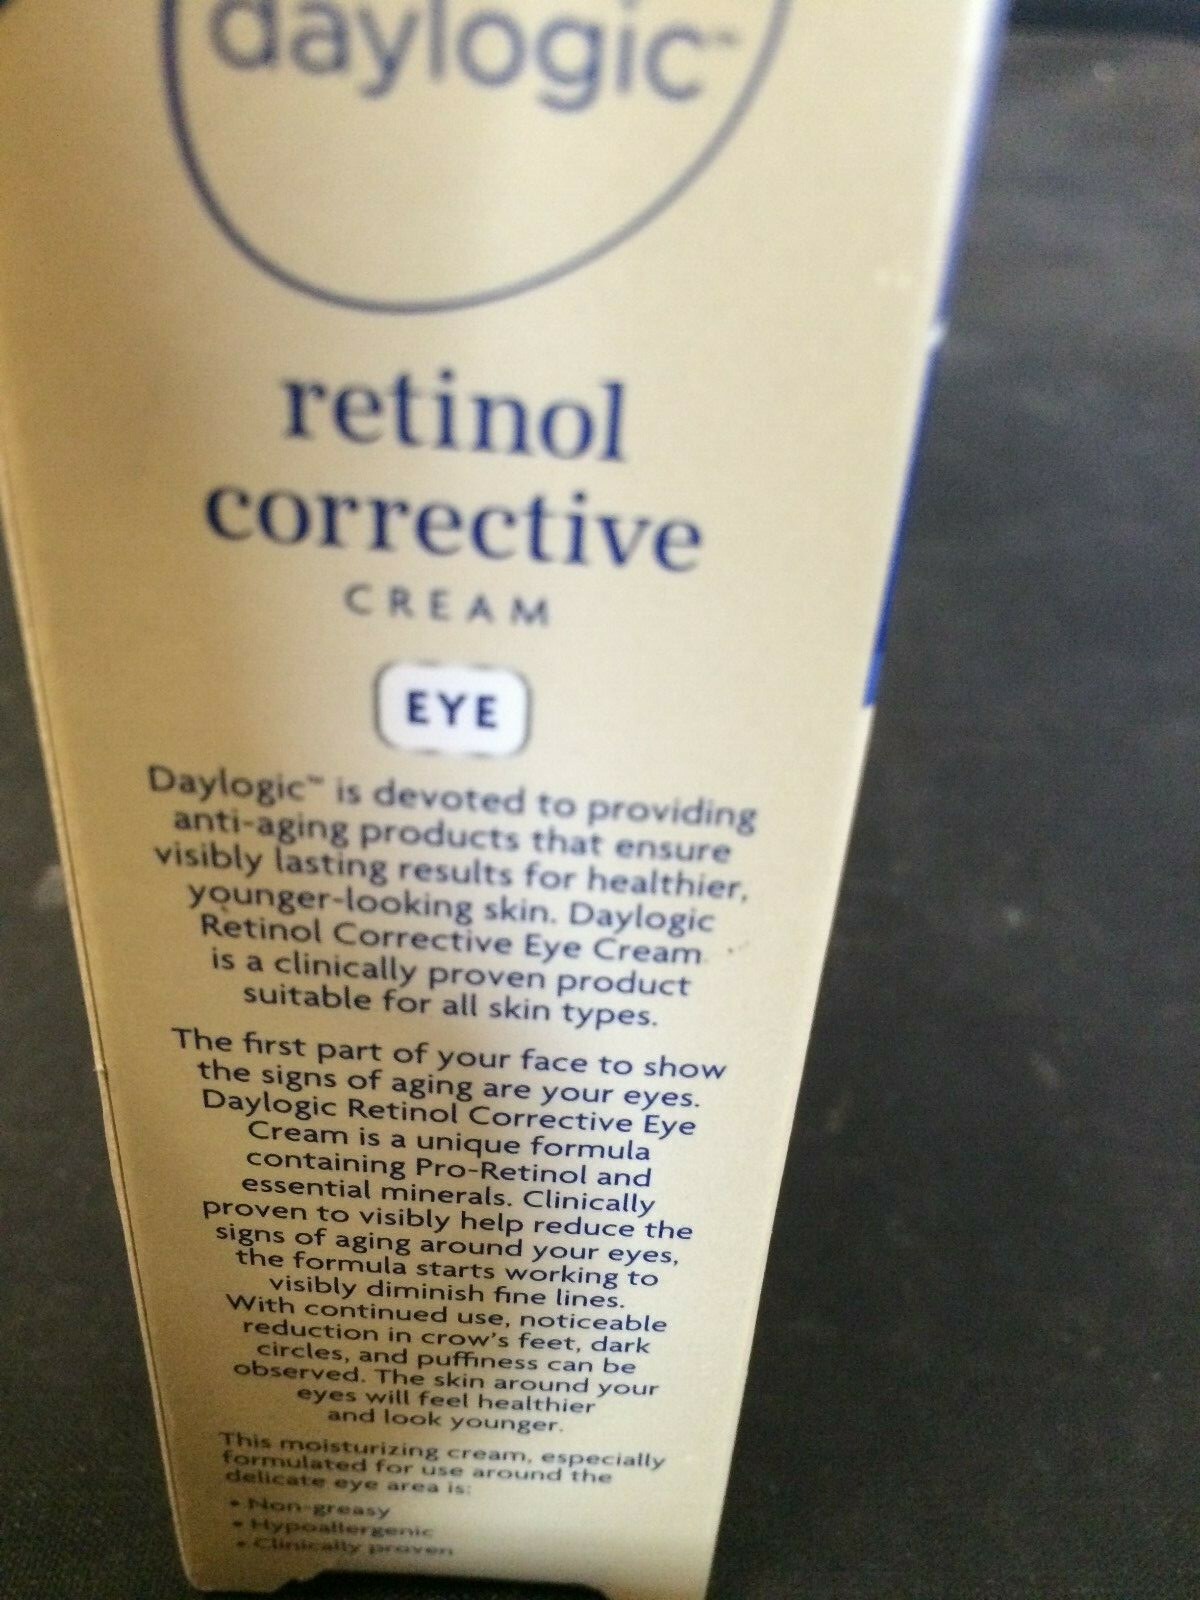 daylogic™
retinol
corrective
CREAM
EYE
Daylogic™ is devoted to providing
anti-aging products that ensure
visibly lasting results for healthier,
younger-looking skin. Daylogic
Retinol Corrective Eye Cream
is a clinically proven product
suitable for all skin types.
The first part of your face to show
the signs of aging are your eyes.
Daylogic Retinol Corrective Eye
Cream is a unique formula
containing Pro-Retinol and
essential minerals. Clinically
proven to visibly help reduce the
signs of aging around your eyes,
the formula starts working to
visibly diminish fine lines.
With continued use, noticeable
reduction in crow's feet, dark
circles, and puffiness can be
observed. The skin around your
eyes will feel healthier
and look younger.
This moisturizing cream, especially
formulated for use around the
delicate eye area is:
• Non-greasy
• Hypoallergenic
• Clinically proven